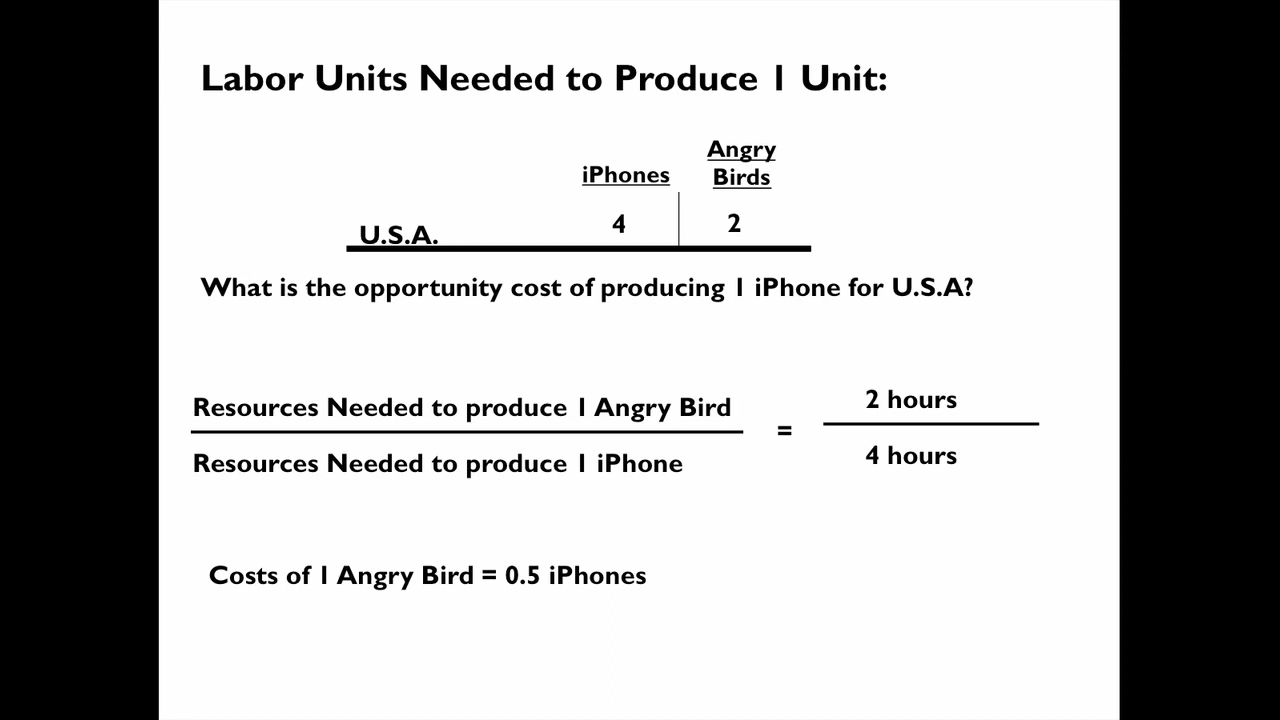 Labor Units Needed to Produce 1 Unit:
Angry
iPhones Birds
U.S.A. 4 2
What is the opportunity cost of producing 1 iPhone for U.S.A?
Resources Needed to produce 1 Angry Bird
Resources Needed to produce 1 iPhone
=
2 hours
4 hours
Costs of 1 Angry Bird = 0.5 iPhones